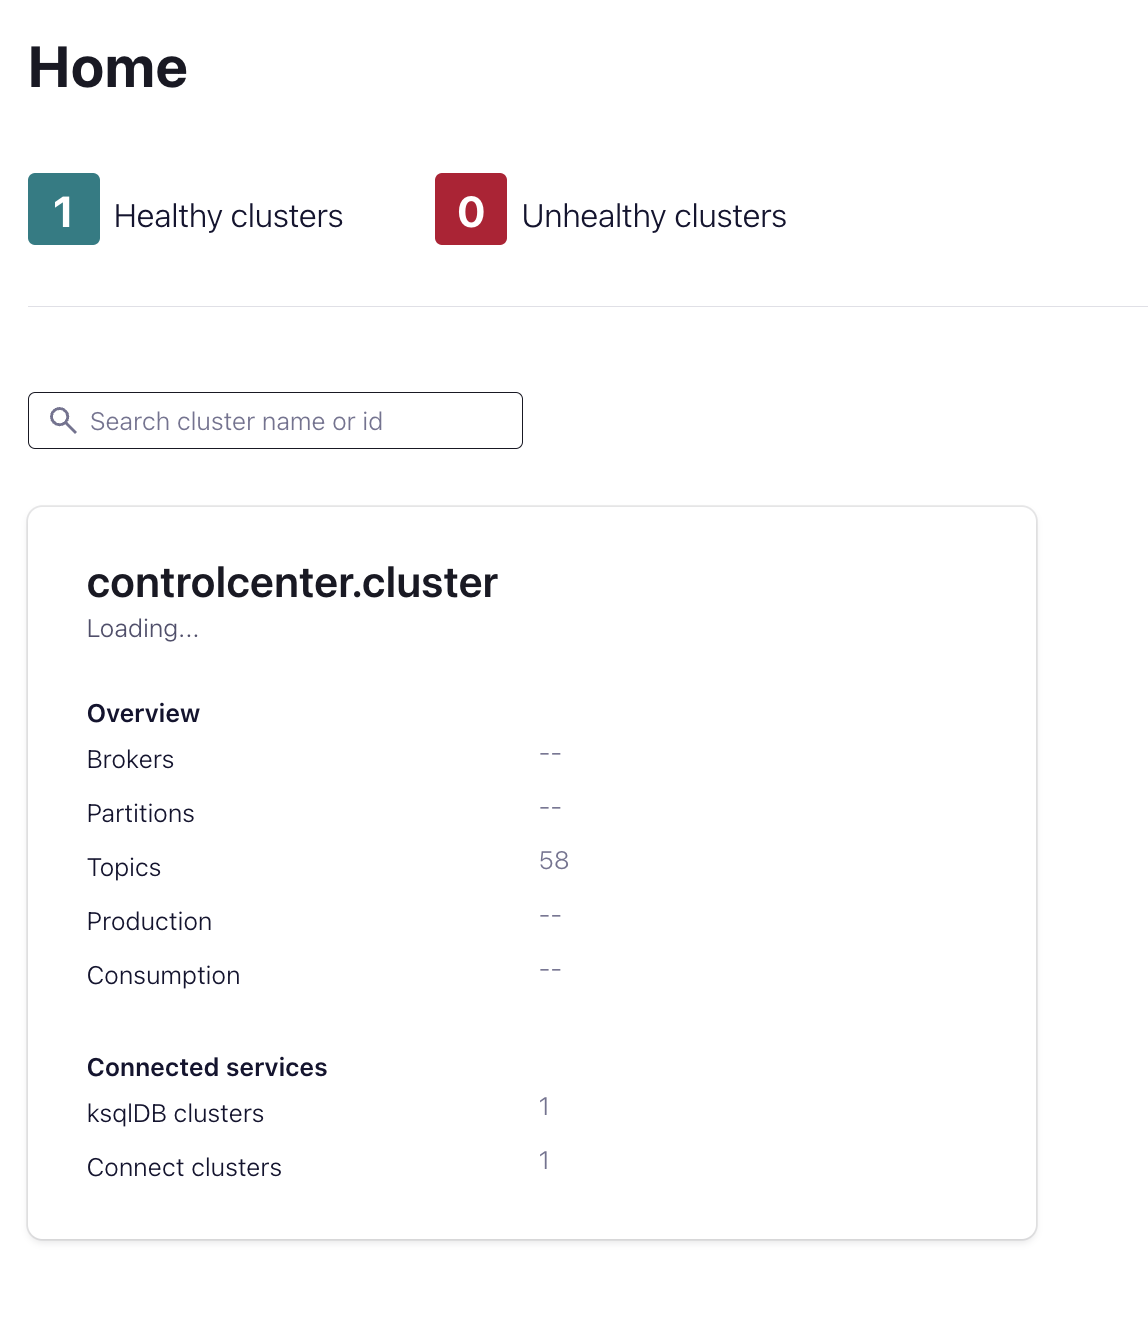 Home
1 Healthy clusters 0 Unhealthy clusters
Search cluster name or id
controlcenter.cluster
Loading...
Overview
Brokers --
Partitions --
Topics 58
Production --
Consumption --
Connected services
ksqlDB clusters 1
Connect clusters 1